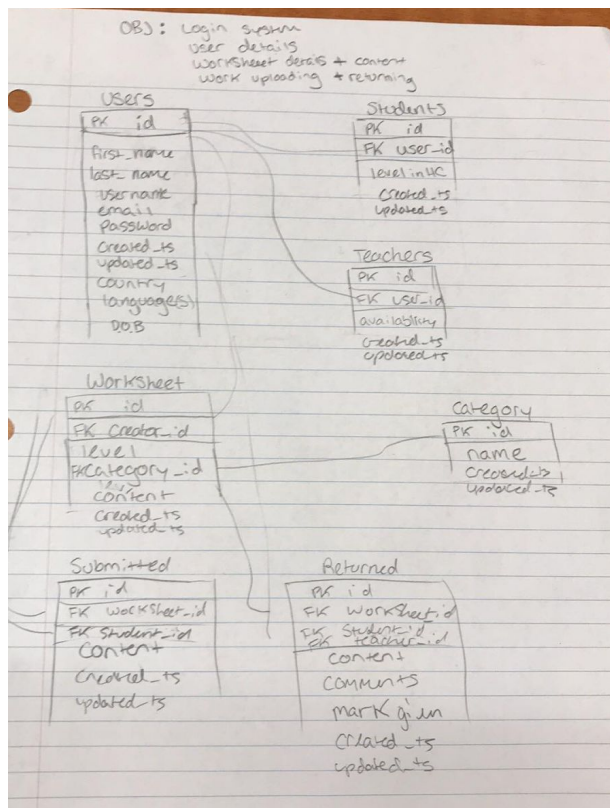 OBJ: Login system
user details
Worksheet details + content
Work uploading + returning
Users
PK id
first_name
last_name
username
email
Password
Created_ts
updated_ts
Country
language(s)
D.O.B
Students
PK id
FK user_id
level in HC
Created_ts
updated_ts
Teachers
PK id
FK user_id
availability
created_ts
updated_ts
Worksheet
PK id
FK Creator_id
level
FK Category_id
content
Created_ts
updated_ts
Category
PK id
name
Created_ts
updated_ts
Submitted
PK id
FK Worksheet_id
FK Student_id
Content
Created_ts
updated_ts
Returned
PK id
FK Worksheet_id
FK Student_id
FK teacher_id
content
comments
mark given
Created_ts
updated_ts